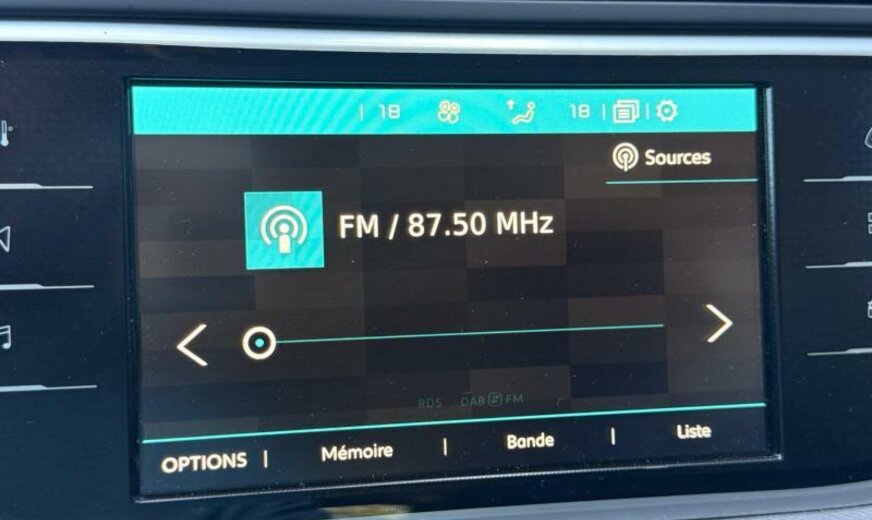 18 18
Sources
FM / 87.50 MHz
RDS DAB FM
OPTIONS Mémoire Bande Liste